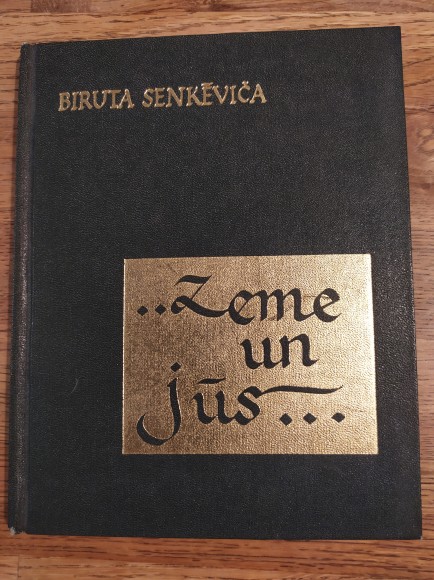 BIRUTA SENKĒVIČA
..Zeme
un
jūs...